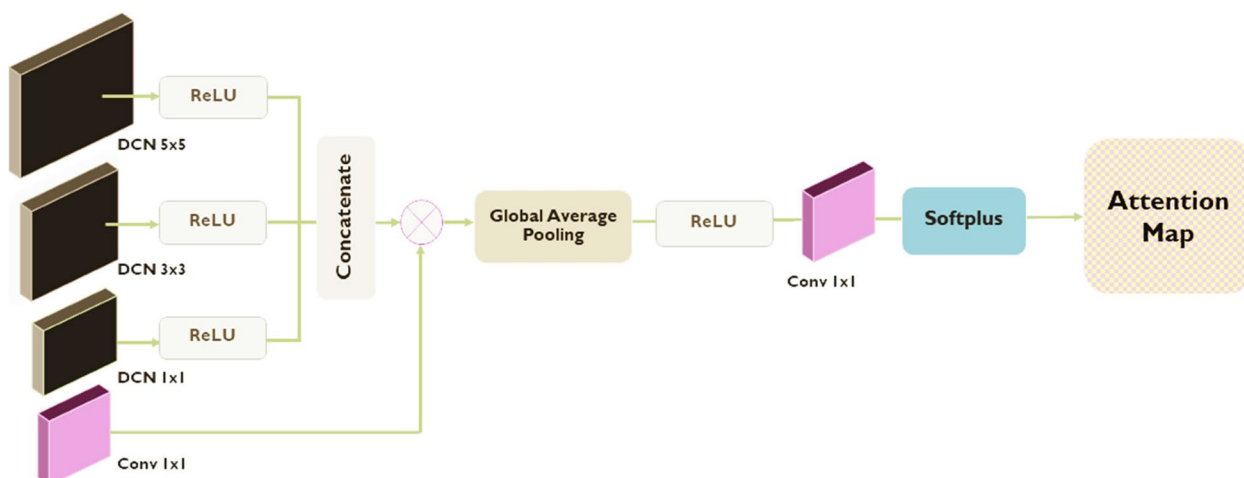 ReLU
DCN 5x5
ReLU
DCN 3x3
ReLU
DCN 1x1
Conv 1x1
Concatenate
Global Average
Pooling
ReLU
Conv 1x1
Softplus
Attention
Map